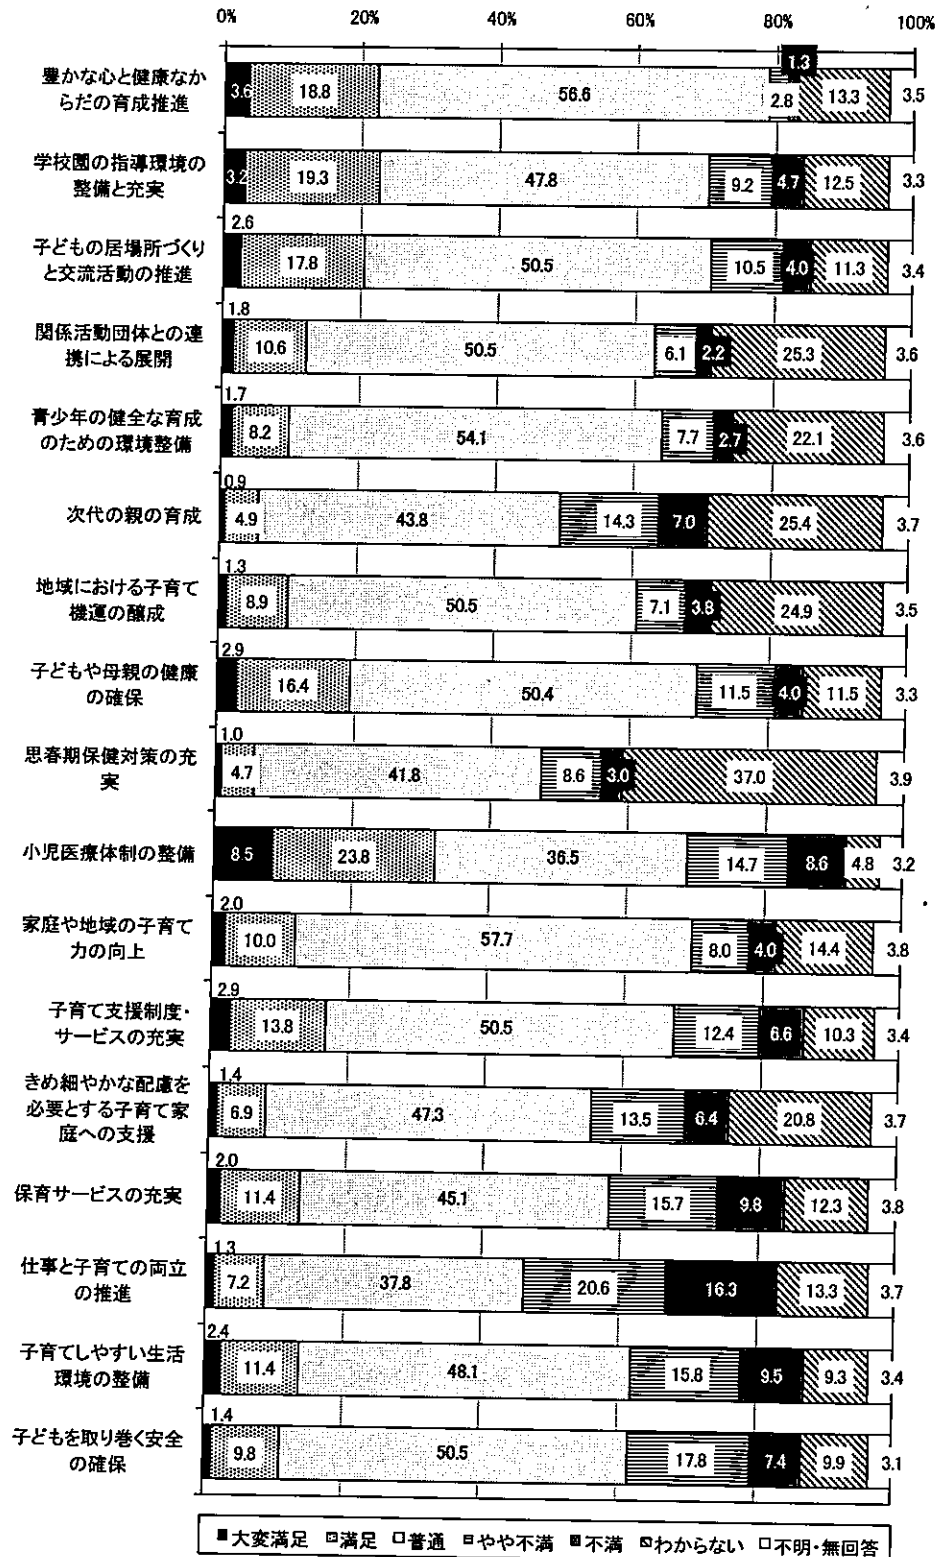 0% 20% 40% 60% 80% 100%
豊かな心と健康なか
らだの育成推進
3.6 18.8 56.6 2.8 1.3 13.3 3.5
学校園の指導環境の
整備と充実
3.2 19.3 47.8 9.2 4.7 12.5 3.3
子どもの居場所づくり
と交流活動の推進
2.6 17.8 50.5 10.5 4.0 11.3 3.4
関係活動団体との連
携による展開
1.8 10.6 50.5 6.1 2.2 25.3 3.6
青少年の健全な育成
のための環境整備
1.7 8.2 54.1 7.7 2.7 22.1 3.6
次代の親の育成
0.9 4.9 43.8 14.3 7.0 25.4 3.7
地域における子育て
機運の醸成
1.3 8.9 50.5 7.1 3.8 24.9 3.5
子どもや母親の健康
の確保
2.9 16.4 50.4 11.5 4.0 11.5 3.3
思春期保健対策の充
実
1.0 4.7 41.8 8.6 3.0 37.0 3.9
小児医療体制の整備
8.5 23.8 36.5 14.7 8.6 4.8 3.2
家庭や地域の子育て
力の向上
2.0 10.0 57.7 8.0 4.0 14.4 3.8
子育て支援制度・
サービスの充実
2.9 13.8 50.5 12.4 6.6 10.3 3.4
きめ細やかな配慮を
必要とする子育て家
庭への支援
1.4 6.9 47.3 13.5 6.4 20.8 3.7
保育サービスの充実
2.0 11.4 45.1 15.7 9.8 12.3 3.8
仕事と子育ての両立
の推進
1.3 7.2 37.8 20.6 16.3 13.3 3.7
子育てしやすい生活
環境の整備
2.4 11.4 48.1 15.8 9.5 9.3 3.4
子どもを取り巻く安全
の確保
1.4 9.8 50.5 17.8 7.4 9.9 3.1
大変満足 満足 普通 やや不満 不満 わからない 不明・無回答